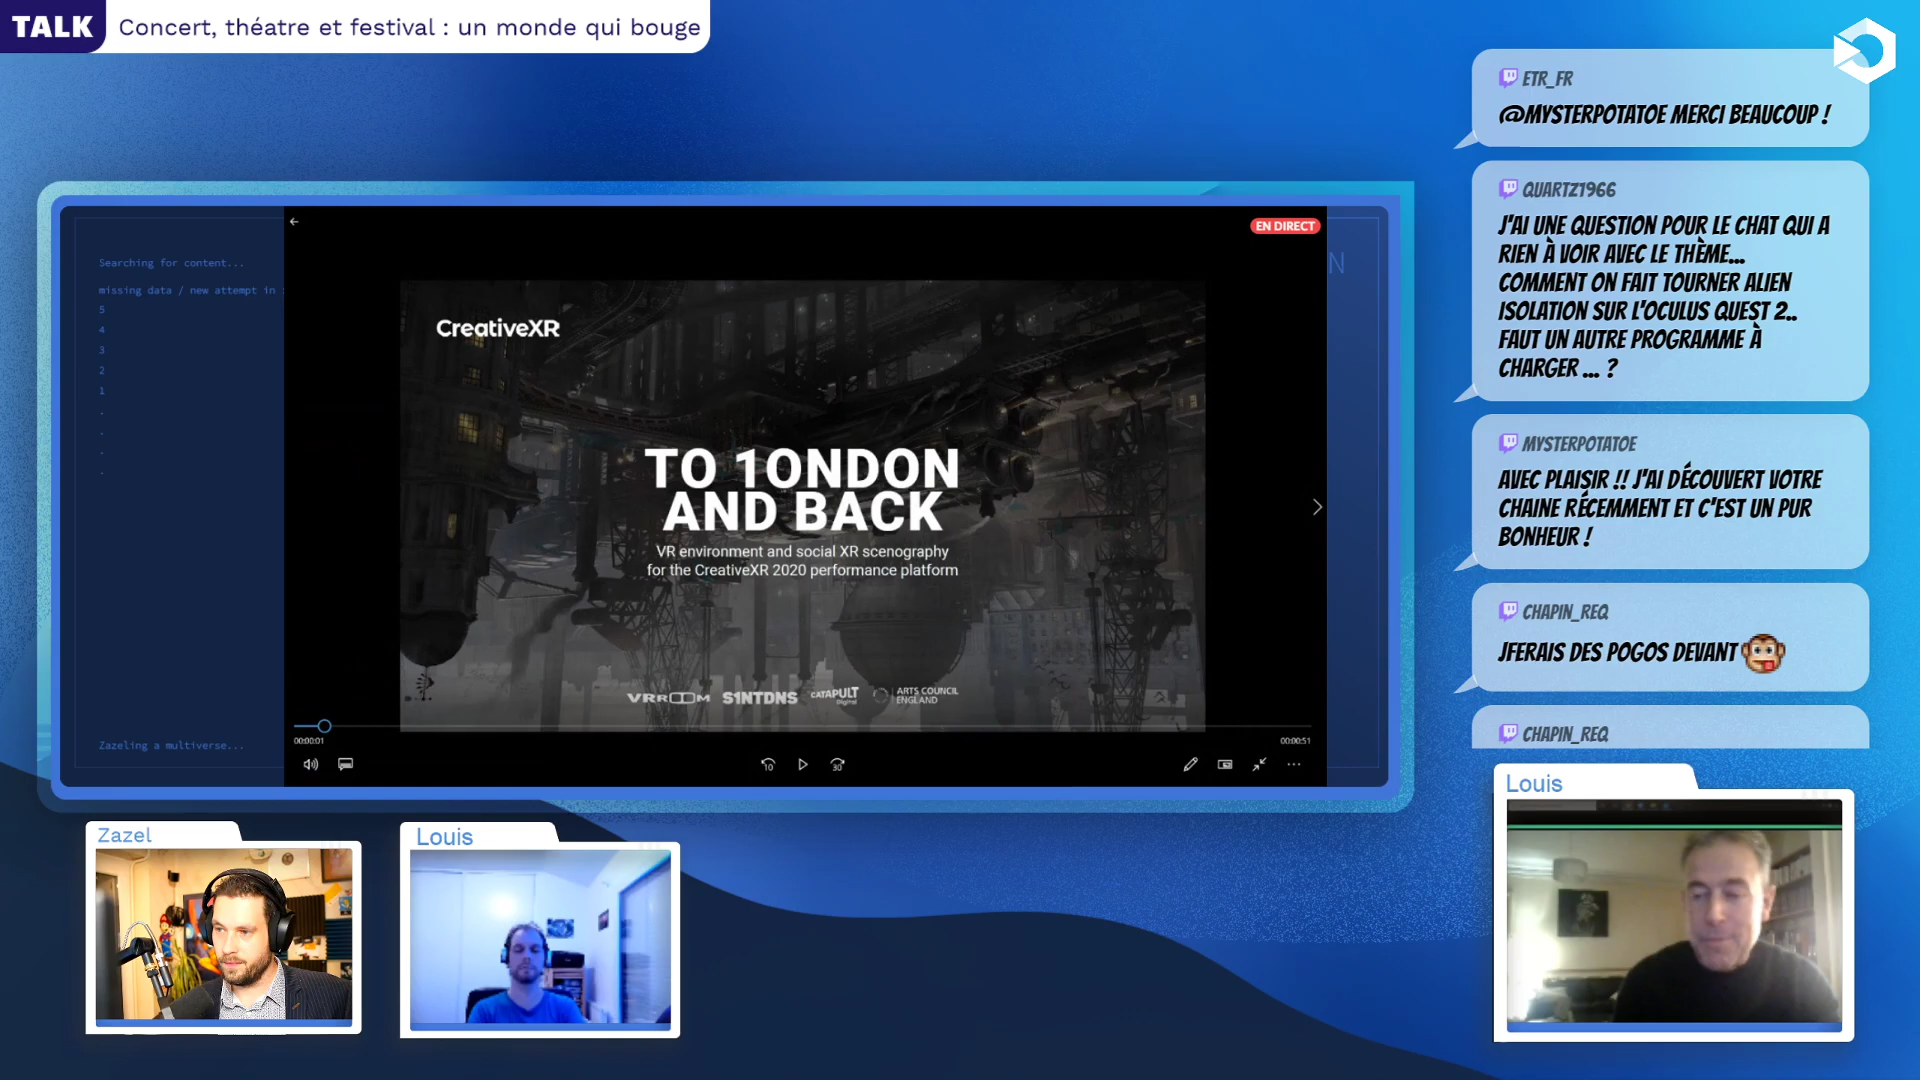 TALK
Concert, théatre et festival : un monde qui bouge
ETR_FR
@MYSTERPOTATOE MERCI BEAUCOUP !
QUARTZ1966
J'AI UNE QUESTION POUR LE CHAT QUI A
RIEN À VOIR AVEC LE THÈME...
COMMENT ON FAIT TOURNER ALIEN
ISOLATION SUR L'OCULUS QUEST 2..
FAUT UN AUTRE PROGRAMME À
CHARGER ... ?
MYSTERPOTATOE
AVEC PLAISIR !! J'AI DÉCOUVERT VOTRE
CHAINE RÉCEMMENT ET C'EST UN PUR
BONHEUR !
CHAPIN_REQ
JFERAIS DES POGOS DEVANT
CHAPIN_REQ
Searching for content...
missing data / new attempt in
5
4
3
2
1
.
.
.
.
Zazeling a multiverse...
EN DIRECT
N
CreativeXR
TO 1ONDON
AND BACK
VR environment and social XR scenography
for the CreativeXR 2020 performance platform
VRROOM S1NTDNS CATAPULT Digital ARTS COUNCIL ENGLAND
00:00:01
00:00:51
10
30
Zazel
Louis
Louis